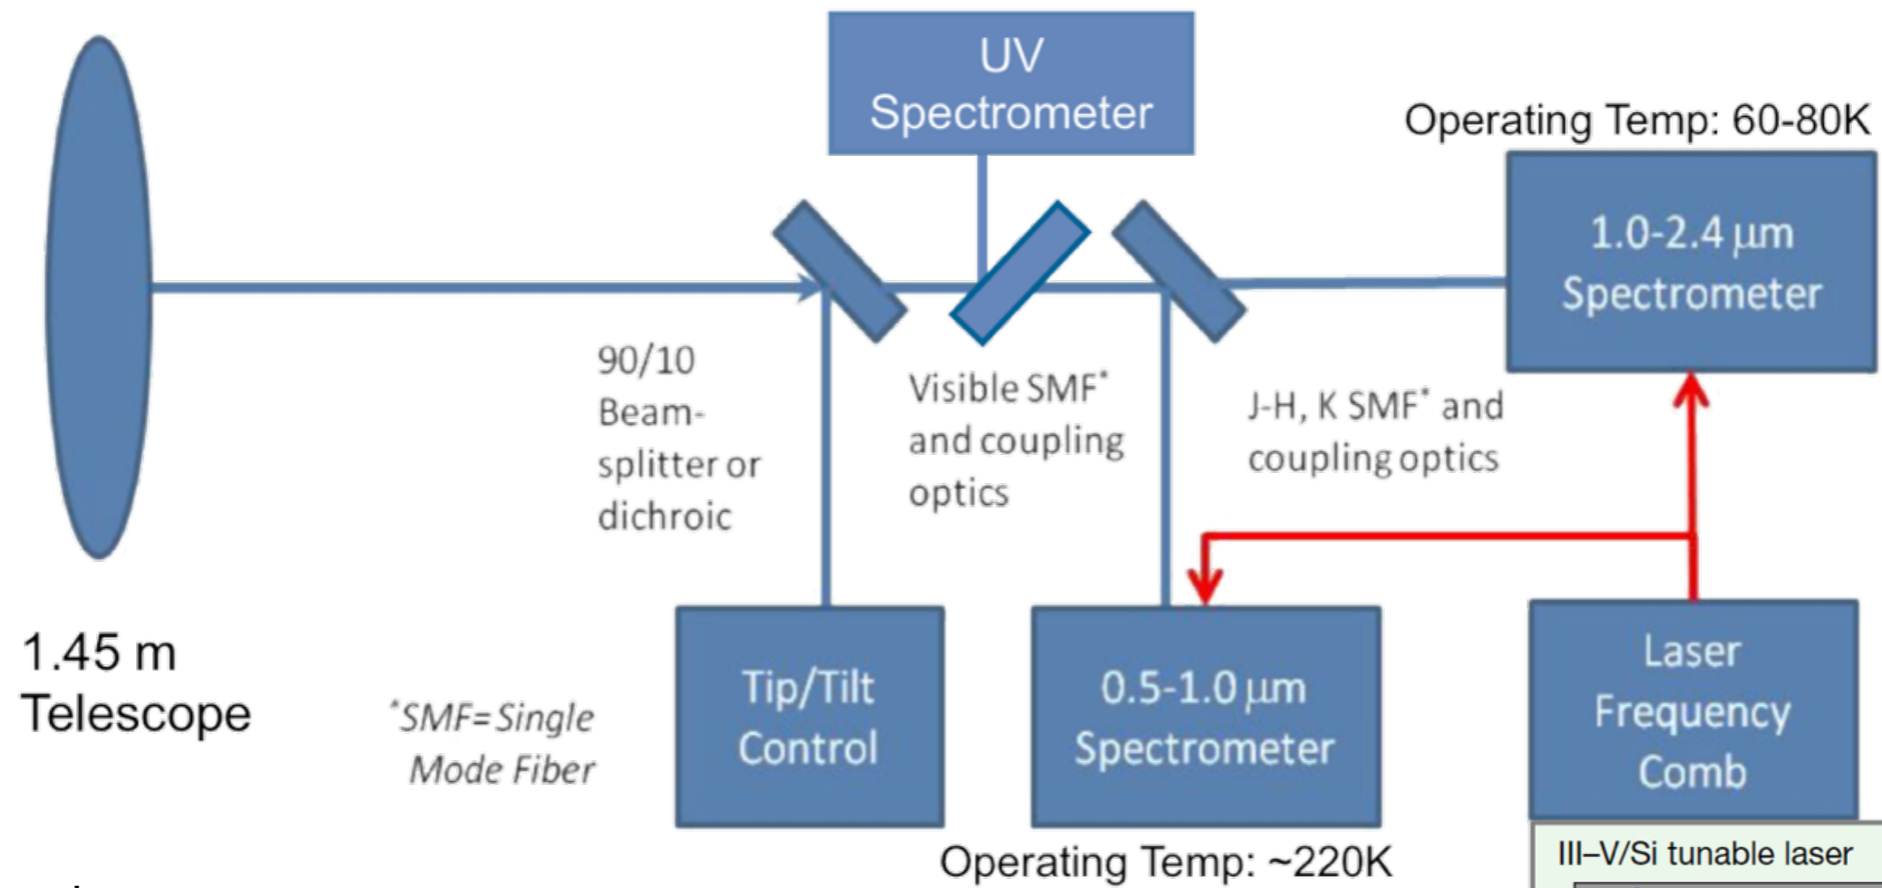 UV
Spectrometer
Operating Temp: 60-80K
1.0-2.4 μm
Spectrometer
90/10
Beam-
splitter or
dichroic
Visible SMF*
and coupling
optics
J-H, K SMF* and
coupling optics
1.45 m
Telescope
*SMF=Single
Mode Fiber
Tip/Tilt
Control
0.5-1.0 μm
Spectrometer
Laser
Frequency
Comb
Operating Temp: ~220K
III–V/Si tunable laser